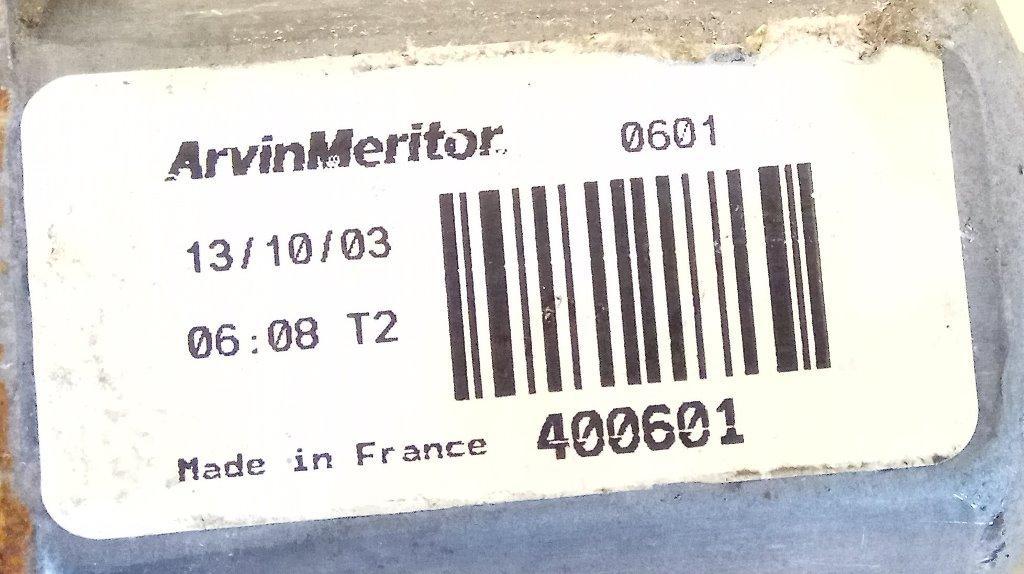 ArvinMeritor 0601
13/10/03
06:08 T2
Made in France 400601